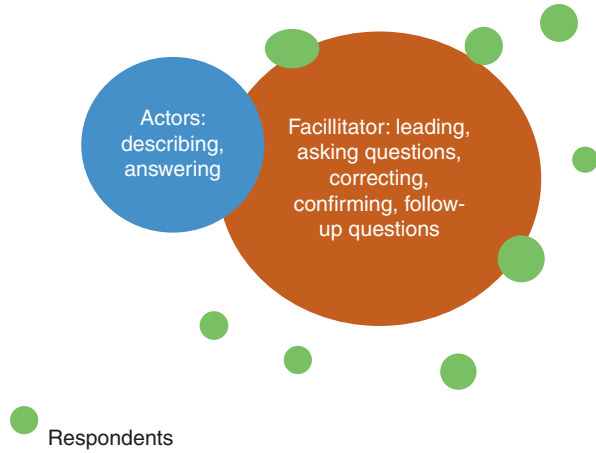 Actors:
describing,
answering
Facillitator: leading,
asking questions,
correcting,
confirming, follow-
up questions
Respondents